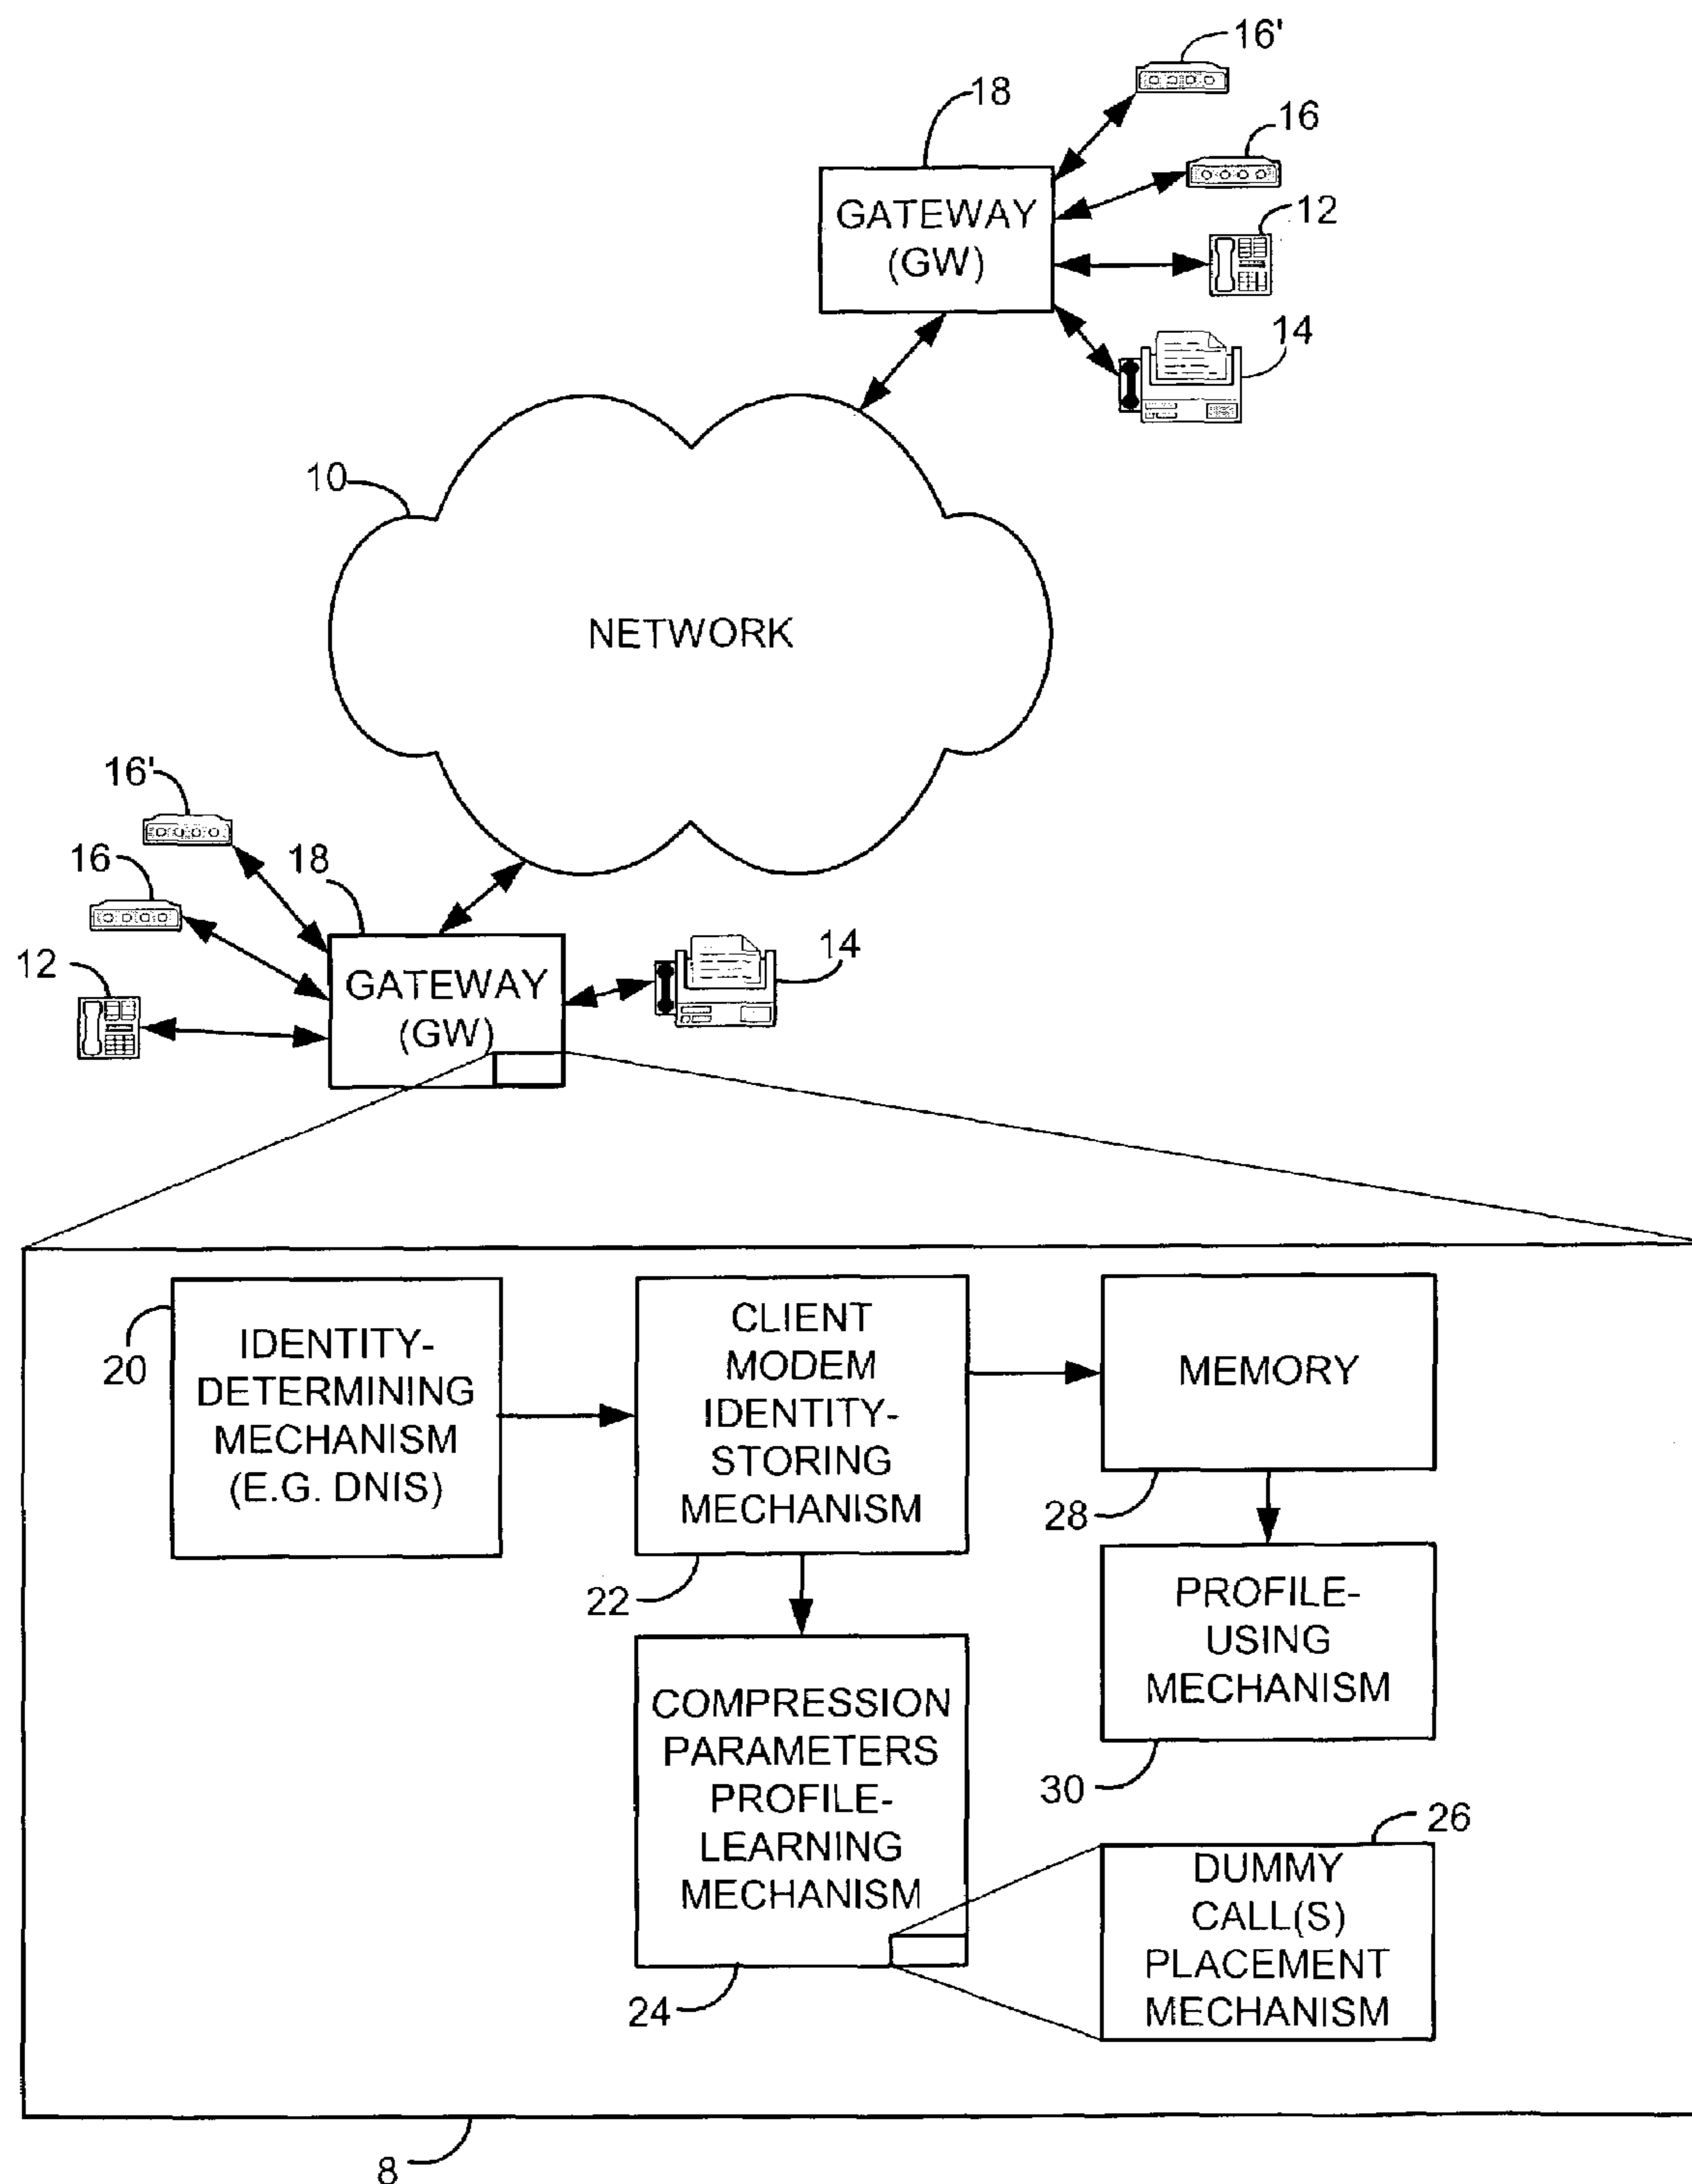 16'
18
16
GATEWAY
(GW)
12
14
10
NETWORK
16'
16
18
12
GATEWAY
(GW)
14
20
IDENTITY-
DETERMINING
MECHANISM
(E.G. DNIS)
CLIENT
MODEM
IDENTITY-
STORING
MECHANISM
22
MEMORY
28
PROFILE-
USING
MECHANISM
30
COMPRESSION
PARAMETERS
PROFILE-
LEARNING
MECHANISM
24
26
DUMMY
CALL(S)
PLACEMENT
MECHANISM
8